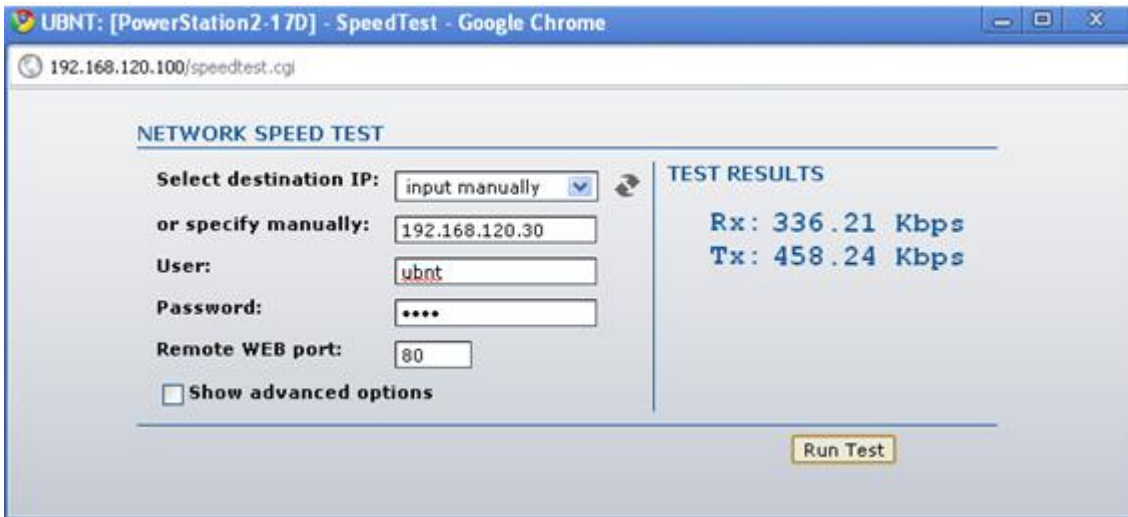 UBNT: [PowerStation2-17D] - SpeedTest - Google Chrome
192.168.120.100/speedtest.cgi
NETWORK SPEED TEST
Select destination IP: input manually
or specify manually: 192.168.120.30
User: ubnt
Password: ••••
Remote WEB port: 80
Show advanced options
TEST RESULTS
Rx: 336.21 Kbps
Tx: 458.24 Kbps
Run Test